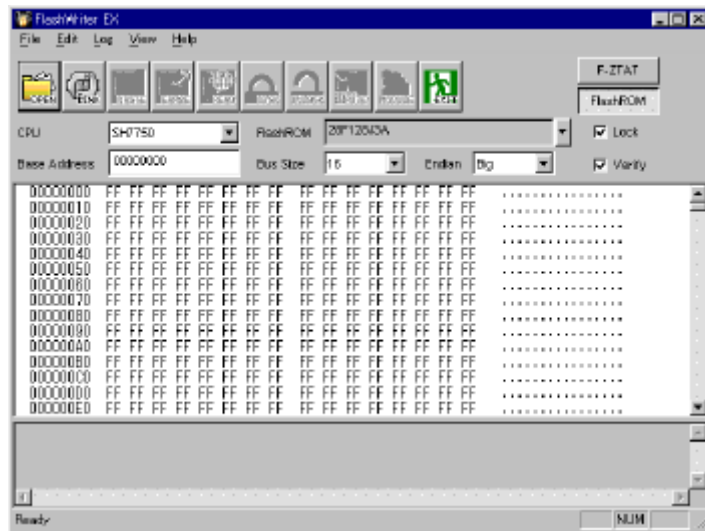 FlashWriter EX
File Edit Log View Help
OPEN
EXIT
F-ZTAT
FlashROM
CPU SH7750 FlashROM 28F128J3A Lock
Base Address 00000000 Bus Size 16 Endian Big Verify
00000000 FF FF FF FF FF FF FF FF FF FF FF FF FF FF FF FF ................
00000010 FF FF FF FF FF FF FF FF FF FF FF FF FF FF FF FF ................
00000020 FF FF FF FF FF FF FF FF FF FF FF FF FF FF FF FF ................
00000030 FF FF FF FF FF FF FF FF FF FF FF FF FF FF FF FF ................
00000040 FF FF FF FF FF FF FF FF FF FF FF FF FF FF FF FF ................
00000050 FF FF FF FF FF FF FF FF FF FF FF FF FF FF FF FF ................
00000060 FF FF FF FF FF FF FF FF FF FF FF FF FF FF FF FF ................
00000070 FF FF FF FF FF FF FF FF FF FF FF FF FF FF FF FF ................
00000080 FF FF FF FF FF FF FF FF FF FF FF FF FF FF FF FF ................
00000090 FF FF FF FF FF FF FF FF FF FF FF FF FF FF FF FF ................
000000A0 FF FF FF FF FF FF FF FF FF FF FF FF FF FF FF FF ................
000000B0 FF FF FF FF FF FF FF FF FF FF FF FF FF FF FF FF ................
000000C0 FF FF FF FF FF FF FF FF FF FF FF FF FF FF FF FF ................
000000D0 FF FF FF FF FF FF FF FF FF FF FF FF FF FF FF FF ................
000000E0 FF FF FF FF FF FF FF FF FF FF FF FF FF FF FF FF ................
Ready NUM